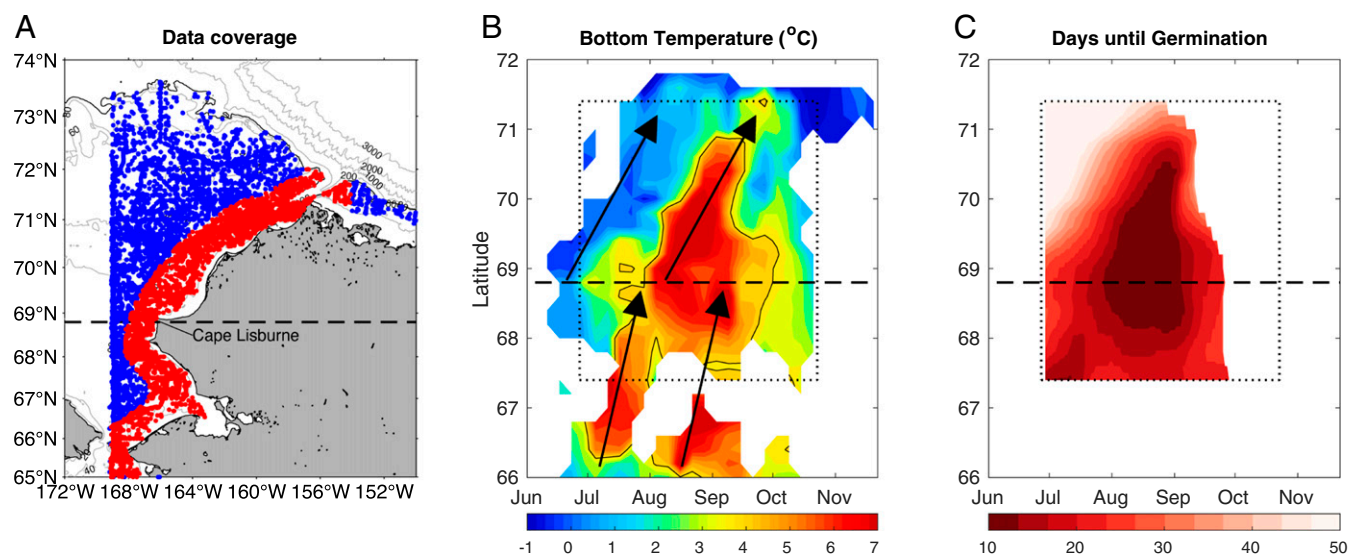 A
Data coverage
74°N
73°N
72°N
71°N
70°N
69°N
68°N
67°N
66°N
65°N
172°W 168°W 164°W 160°W 156°W 152°W
3000
2000
1000
200
Cape Lisburne
40
B
Bottom Temperature (°C)
Latitude
72
71
70
69
68
67
66
Jun Jul Aug Sep Oct Nov
-1 0 1 2 3 4 5 6 7
C
Days until Germination
72
71
70
69
68
67
66
Jun Jul Aug Sep Oct Nov
10 20 30 40 50